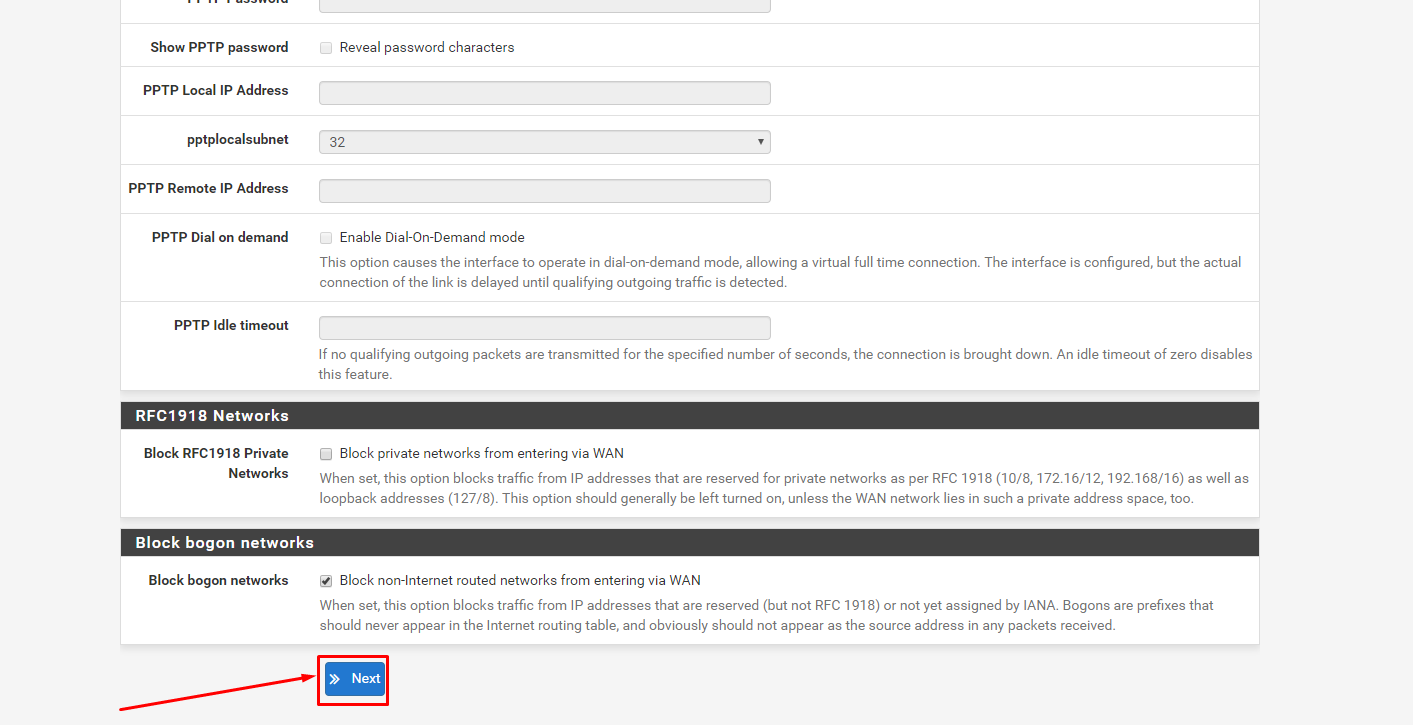 Show PPTP password
Reveal password characters
PPTP Local IP Address
pptplocalsubnet
32
PPTP Remote IP Address
PPTP Dial on demand
Enable Dial-On-Demand mode
This option causes the interface to operate in dial-on-demand mode, allowing a virtual full time connection. The interface is configured, but the actual
connection of the link is delayed until qualifying outgoing traffic is detected.
PPTP Idle timeout
If no qualifying outgoing packets are transmitted for the specified number of seconds, the connection is brought down. An idle timeout of zero disables
this feature.
RFC1918 Networks
Block RFC1918 Private
Networks
Block private networks from entering via WAN
When set, this option blocks traffic from IP addresses that are reserved for private networks as per RFC 1918 (10/8, 172.16/12, 192.168/16) as well as
loopback addresses (127/8). This option should generally be left turned on, unless the WAN network lies in such a private address space, too.
Block bogon networks
Block bogon networks
Block non-Internet routed networks from entering via WAN
When set, this option blocks traffic from IP addresses that are reserved (but not RFC 1918) or not yet assigned by IANA. Bogons are prefixes that
should never appear in the Internet routing table, and obviously should not appear as the source address in any packets received.
Next